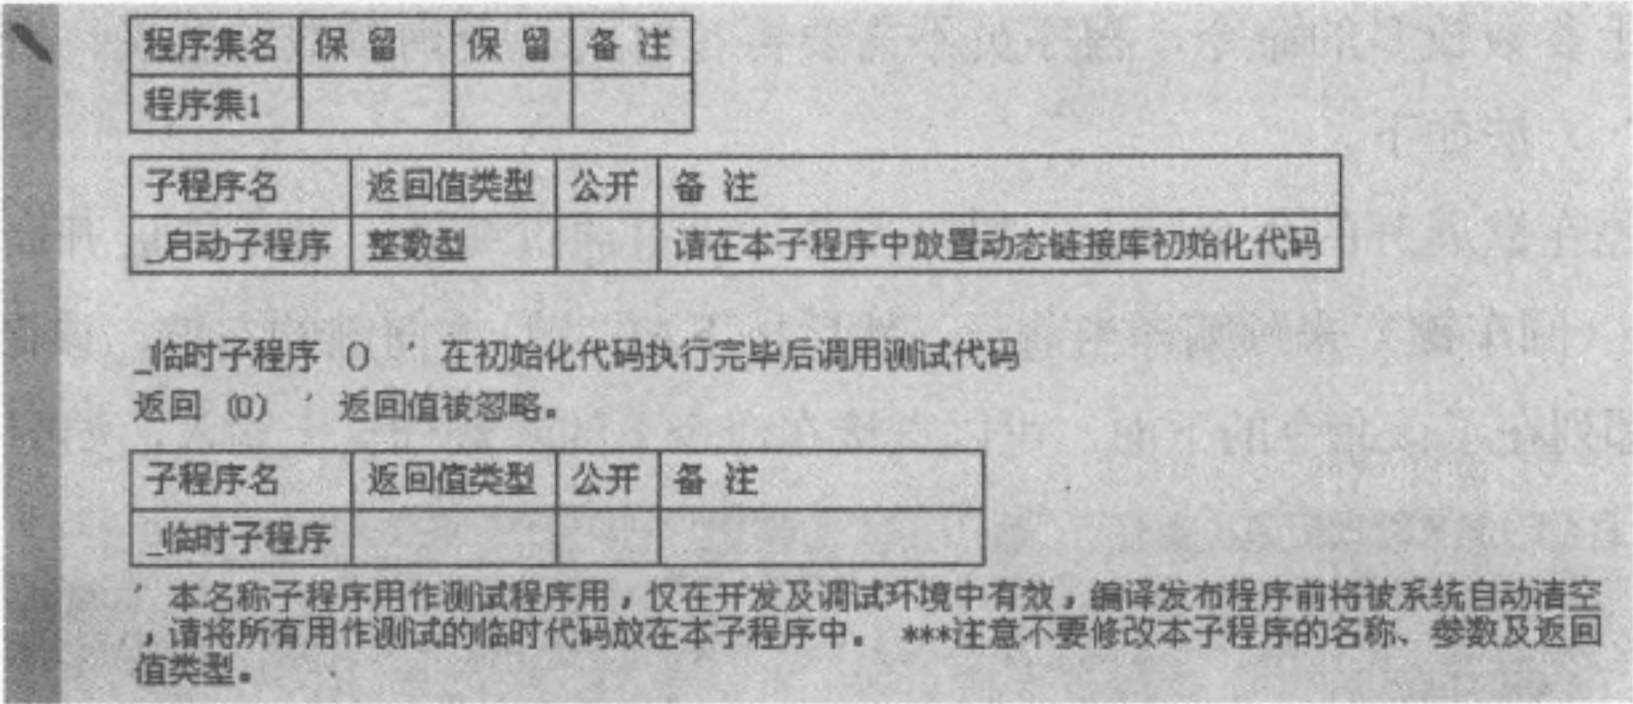 程序集名 保 留 保 留 备 注
程序集1
子程序名 返回值类型 公开 备 注
_启动子程序 整数型 请在本子程序中放置动态链接库初始化代码
_临时子程序 () ' 在初始化代码执行完毕后调用测试代码
返回 (0) ' 返回值被忽略。
子程序名 返回值类型 公开 备 注
_临时子程序
' 本名称子程序用作测试程序用，仅在开发及调试环境中有效，编译发布程序前将被系统自动清空
，请将所有用作测试的临时代码放在本子程序中。 ***注意不要修改本子程序的名称、参数及返回
值类型。